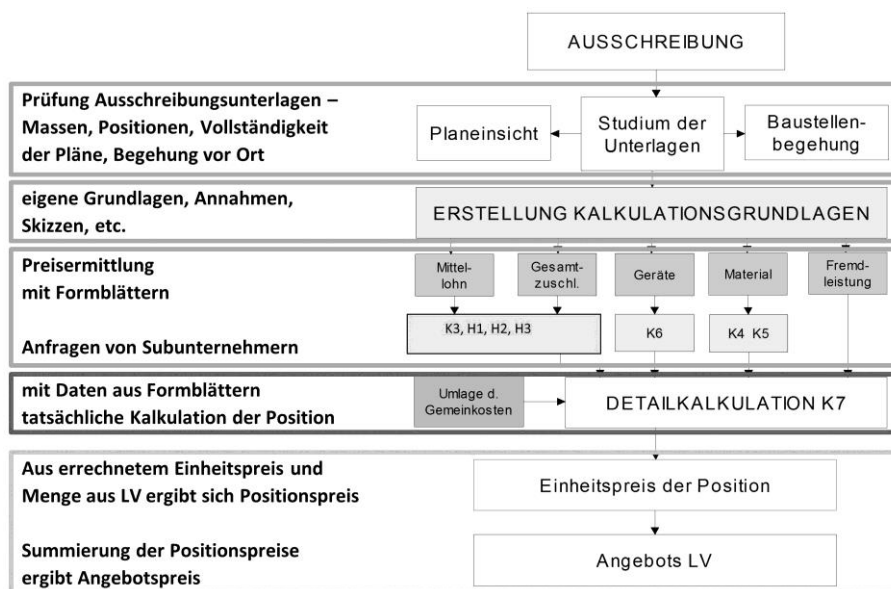 AUSSCHREIBUNG
Prüfung Ausschreibungsunterlagen –
Massen, Positionen, Vollständigkeit
der Pläne, Begehung vor Ort
Planeinsicht
Studium der
Unterlagen
Baustellen-
begehung
eigene Grundlagen, Annahmen,
Skizzen, etc.
ERSTELLUNG KALKULATIONSGRUNDLAGEN
Preisermittlung
mit Formblättern
Mittel-
lohn
Gesamt-
zuschl.
Geräte
Material
Fremd-
leistung
K3, H1, H2, H3
K6
K4 K5
Anfragen von Subunternehmern
mit Daten aus Formblättern
tatsächliche Kalkulation der Position
Umlage d.
Gemeinkosten
DETAILKALKULATION K7
Aus errechnetem Einheitspreis und
Menge aus LV ergibt sich Positionspreis
Einheitspreis der Position
Summierung der Positionspreise
ergibt Angebotspreis
Angebots LV